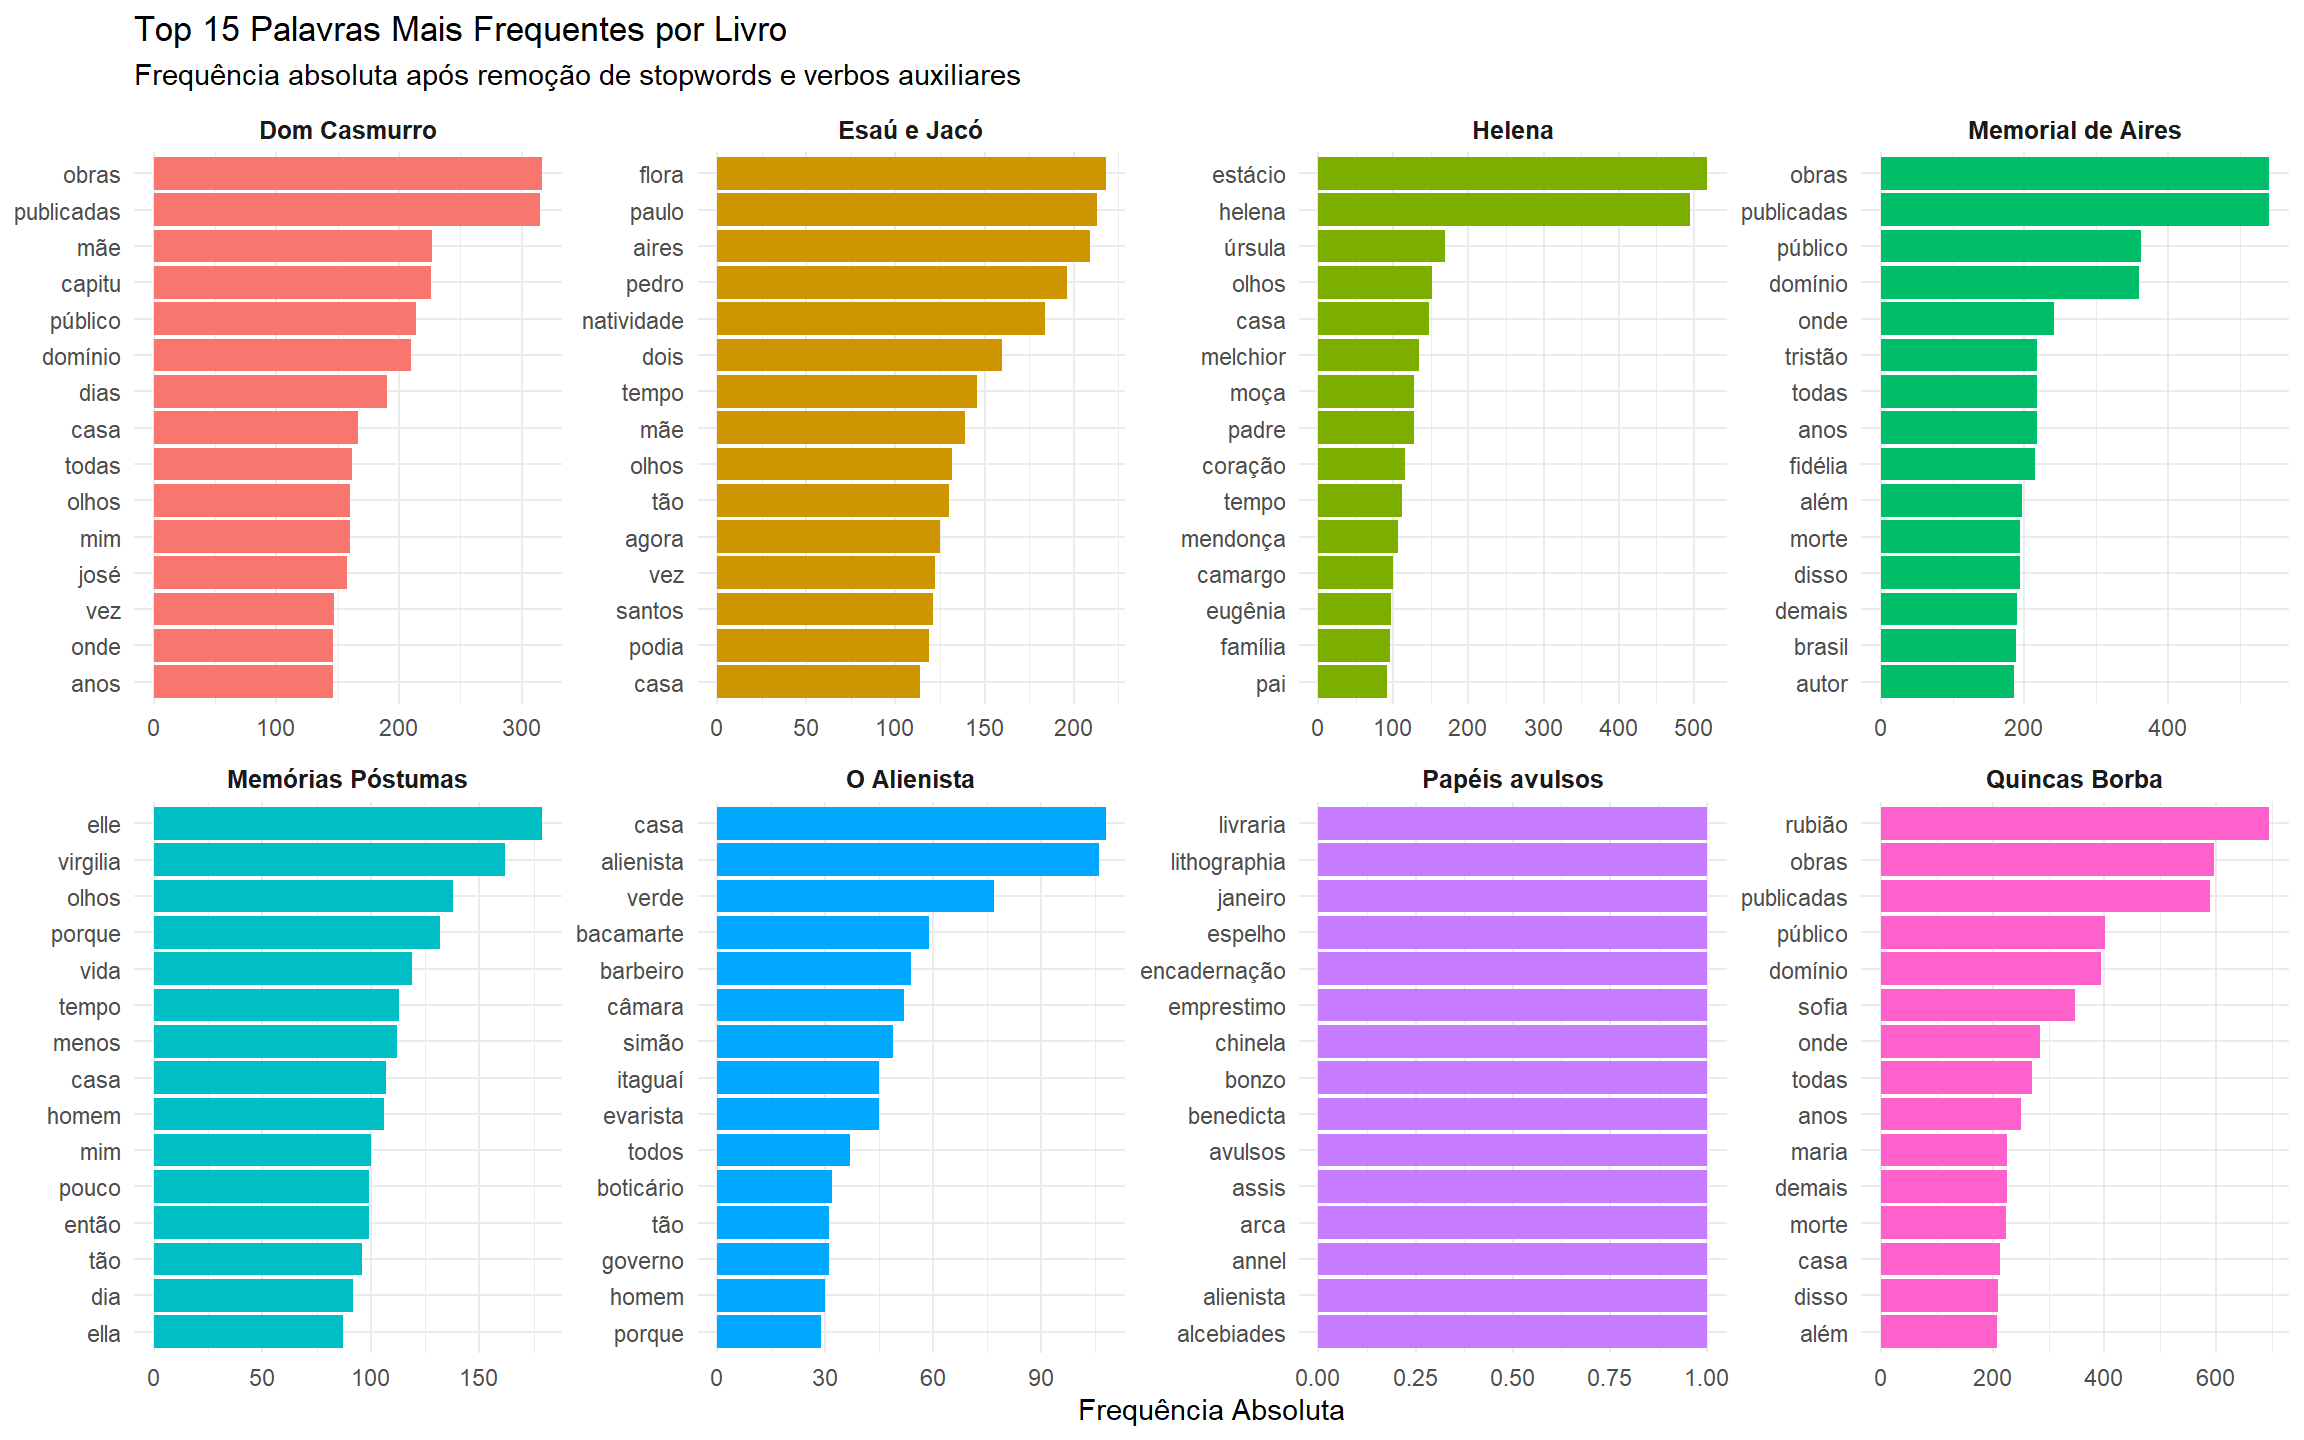 Top 15 Palavras Mais Frequentes por Livro
Frequência absoluta após remoção de stopwords e verbos auxiliares
Dom Casmurro
obras
publicadas
mãe
capitu
público
domínio
dias
casa
todas
olhos
mim
josé
vez
onde
anos
0 100 200 300
Esaú e Jacó
flora
paulo
aires
pedro
natividade
dois
tempo
mãe
olhos
tão
agora
vez
santos
podia
casa
0 50 100 150 200
Helena
estácio
helena
úrsula
olhos
casa
melchior
moça
padre
coração
tempo
mendonça
camargo
eugênia
família
pai
0 100 200 300 400 500
Memorial de Aires
obras
publicadas
público
domínio
onde
tristão
todas
anos
fidélia
além
morte
disso
demais
brasil
autor
0 200 400
Memórias Póstumas
elle
virgilia
olhos
porque
vida
tempo
menos
casa
homem
mim
pouco
então
tão
dia
ella
0 50 100 150
O Alienista
casa
alienista
verde
bacamarte
barbeiro
câmara
simão
itaguaí
evarista
todos
boticário
tão
governo
homem
porque
0 30 60 90
Papéis avulsos
livraria
lithographia
janeiro
espelho
encadernação
emprestimo
chinela
bonzo
benedicta
avulsos
assis
arca
annel
alienista
alcebiades
0.00 0.25 0.50 0.75 1.00
Quincas Borba
rubião
obras
publicadas
público
domínio
sofia
onde
todas
anos
maria
demais
morte
casa
disso
além
0 200 400 600
Frequência Absoluta